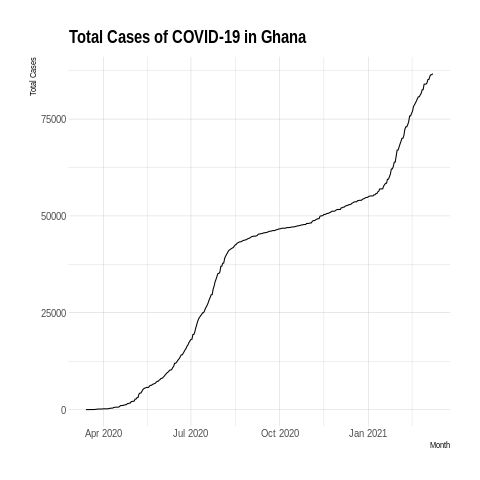 Total Cases of COVID-19 in Ghana
Total Cases
75000
50000
25000
0
Apr 2020 Jul 2020 Oct 2020 Jan 2021
Month